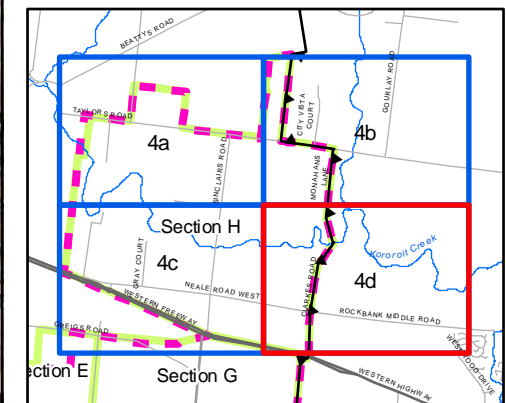 BEATTYS ROAD
GOURLAY ROAD
TAYLORS ROAD
CITY VISTA
COURT
4a
4b
SINCLAIRS ROAD
MONAHANS
LANE
Section H
Kororoit Creek
GRAY COURT
4c
4d
CLARKES ROAD
NEALE ROAD WEST
WESTERN FREEWAY
ROCKBANK MIDDLE ROAD
GREIGS ROAD
WESTWOOD DRIVE
ection E
Section G
WESTERN HIGHWAY